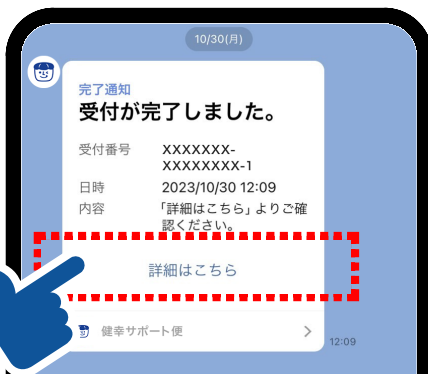 10/30(月)
完了通知
受付が完了しました。
受付番号 XXXXXXX-
XXXXXXXX-1
日時 2023/10/30 12:09
内容 「詳細はこちら」よりご確
認ください。
詳細はこちら
健幸サポート便
12:09